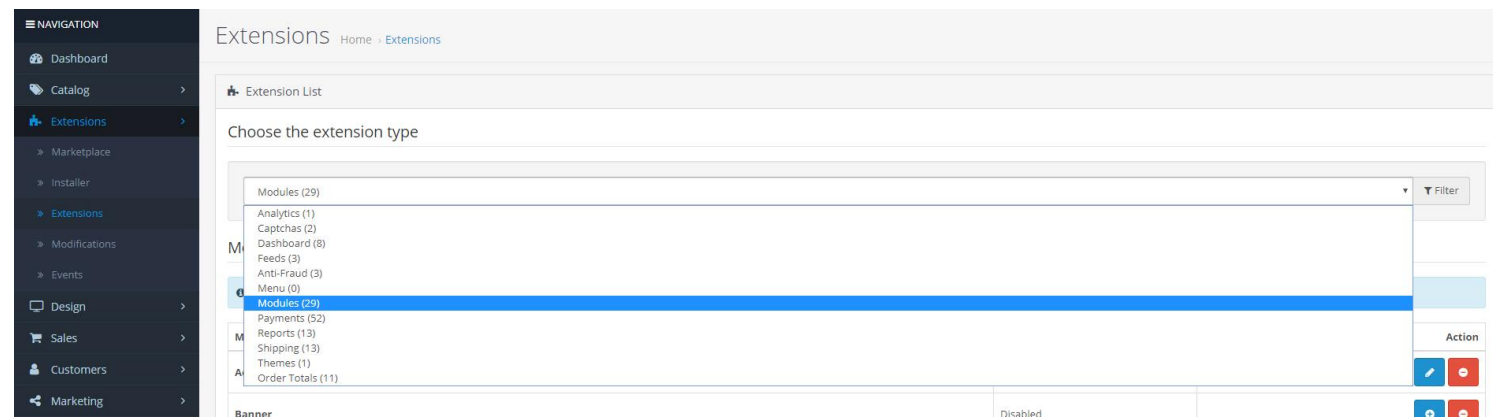 NAVIGATION
Extensions Home › Extensions
Dashboard
Catalog
Extension List
Extensions
Choose the extension type
Marketplace
Installer
Modules (29) Filter
Extensions
Analytics (1)
Captchas (2)
Modifications
Dashboard (8)
Feeds (3)
Events
Anti-Fraud (3)
Menu (0)
Design
Modules (29)
Payments (52)
Sales
Reports (13)
Action
Shipping (13)
Customers
Themes (1)
Order Totals (11)
Marketing
Banner Disabled